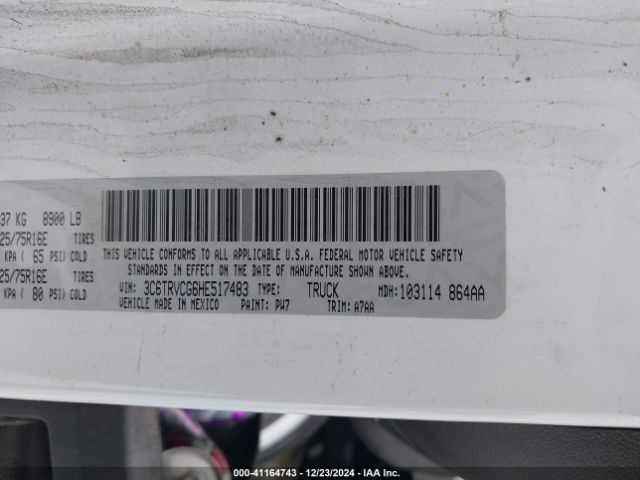 37 KG 8900 LB
25/75R16E TIRES
KPA ( 65 PSI) COLD
25/75R16E TIRES
KPA ( 80 PSI) COLD
THIS VEHICLE CONFORMS TO ALL APPLICABLE U.S.A. FEDERAL MOTOR VEHICLE SAFETY
STANDARDS IN EFFECT ON THE DATE OF MANUFACTURE SHOWN ABOVE.
VIN: 3C6TRVCG6HE517483 TYPE: TRUCK MDH: 103114 864AA
VEHICLE MADE IN MEXICO PAINT: PW7 TRIM: A7AA
000-41164743 — 12/23/2024 — IAA Inc.